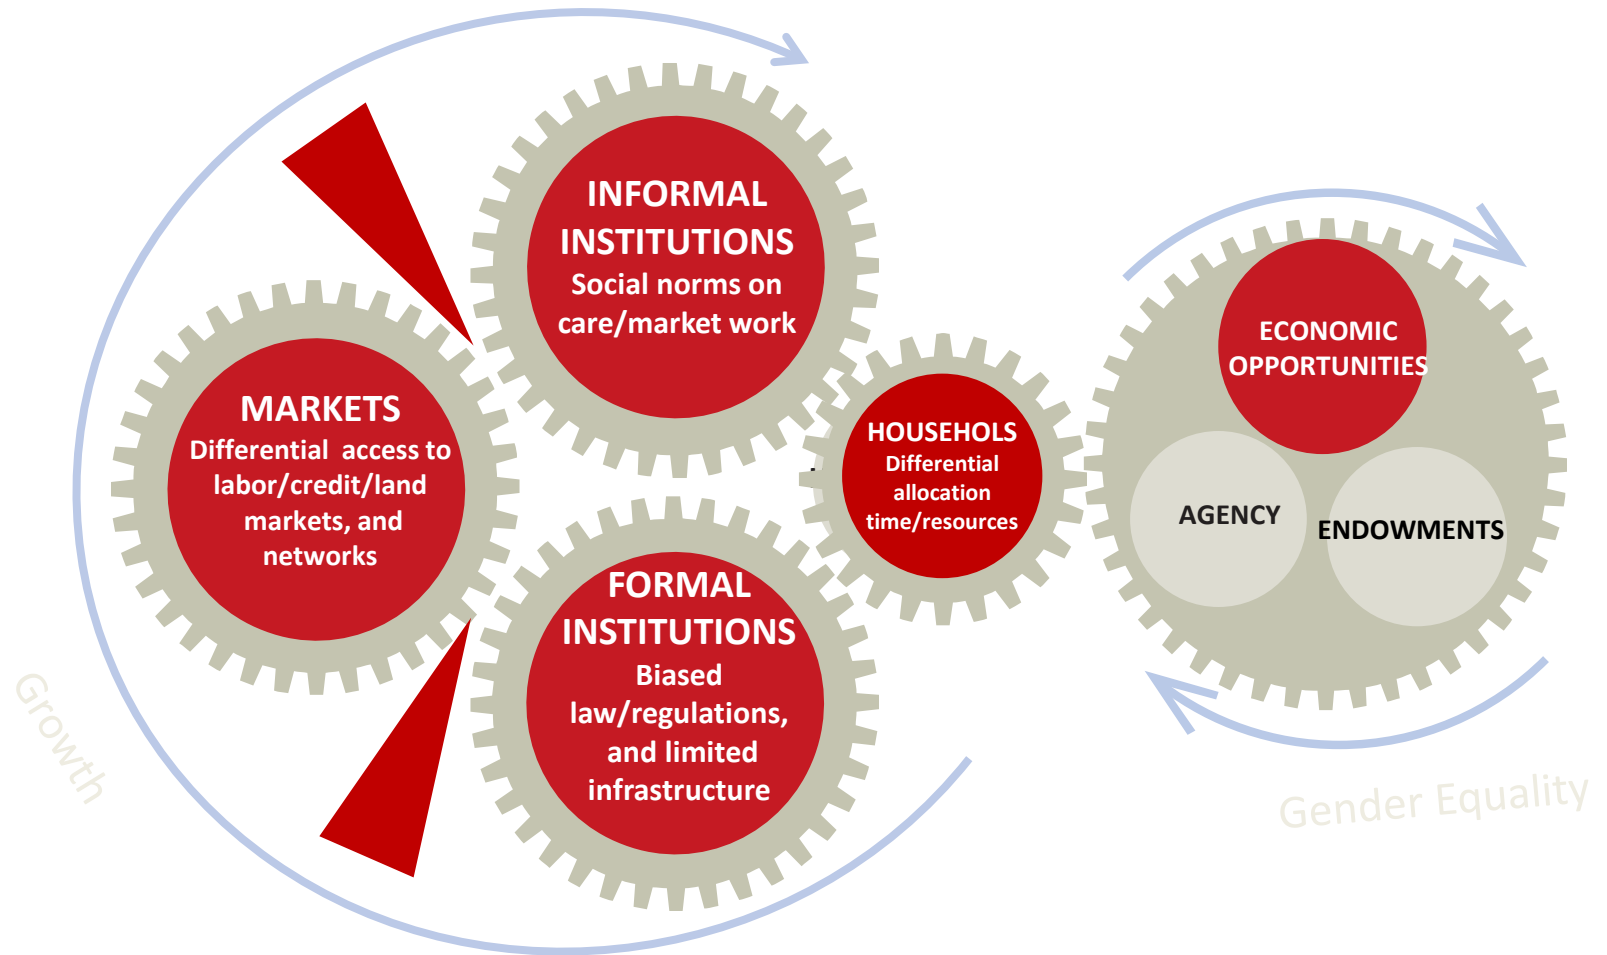 INFORMAL
INSTITUTIONS
Social norms on
care/market work
MARKETS
Differential access to
labor/credit/land
markets, and
networks
HOUSEHOLS
Differential
allocation
time/resources
FORMAL
INSTITUTIONS
Biased
law/regulations,
and limited
infrastructure
ECONOMIC
OPPORTUNITIES
AGENCY
ENDOWMENTS
Growth
Gender Equality